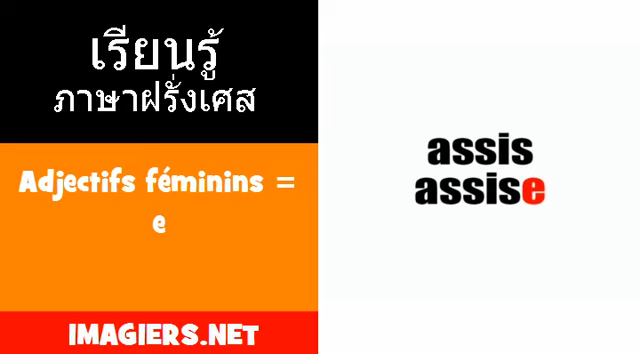 เรียนรู้
ภาษาฝรั่งเศส
Adjectifs féminins =
e
IMAGIERS.NET
assis
assise